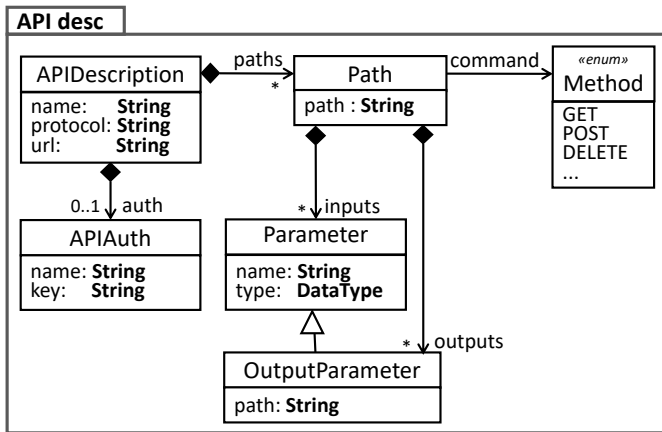 API desc
APIDescription
name: String
protocol: String
url: String
paths
*
Path
path : String
command
«enum»
Method
GET
POST
DELETE
...
0..1 auth
APIAuth
name: String
key: String
* inputs
Parameter
name: String
type: DataType
* outputs
OutputParameter
path: String